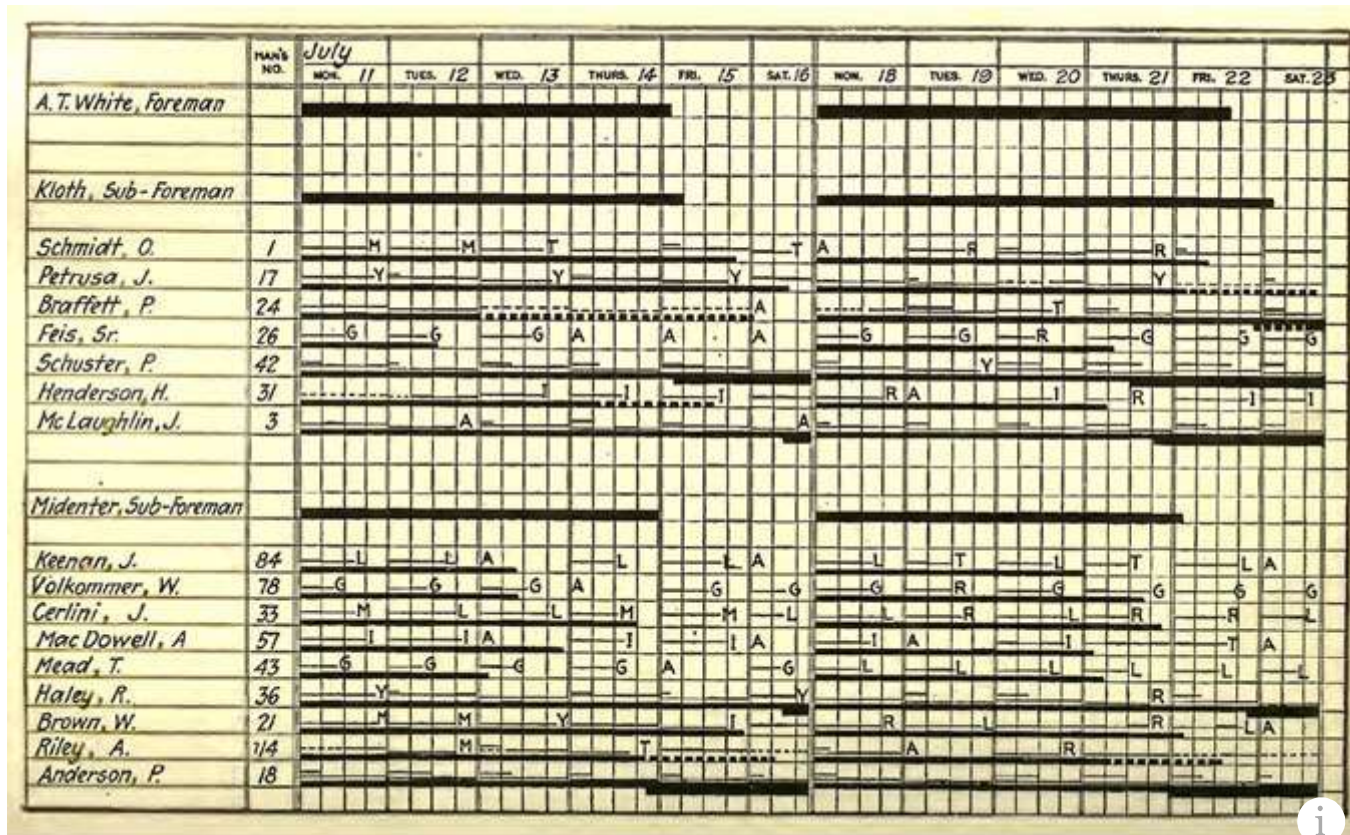 July
MAN'S NO. MON. 11 TUES. 12 WED. 13 THURS. 14 FRI. 15 SAT. 16 MON. 18 TUES. 19 WED. 20 THURS. 21 FRI. 22 SAT. 23
A.T. White, Foreman
Kloth, Sub-Foreman
Schmidt, O. 1 M M T T A R R
Petrusa, J. 17 Y Y Y Y
Braffett, P. 24 A T
Feis, Sr. 26 G G G A A A G G R G G G
Schuster, P. 42 Y
Henderson, H. 31 I I I R A I R I I
McLaughlin, J. 3 A A
Midenter, Sub-Foreman
Keenan, J. 84 L L A L L A L T L T L A
Volkommer, W. 78 G G G A G G G R G G G G
Cerlini, J. 33 M L L M M L L R L R R L
MacDowell, A 57 I I A I I A I A I T A
Mead, T. 43 G G G G A G L L L L L L
Haley, R. 36 Y Y R
Brown, W. 21 M M Y I R L R L A
Riley, A. 114 M T A R
Anderson, P. 18
i